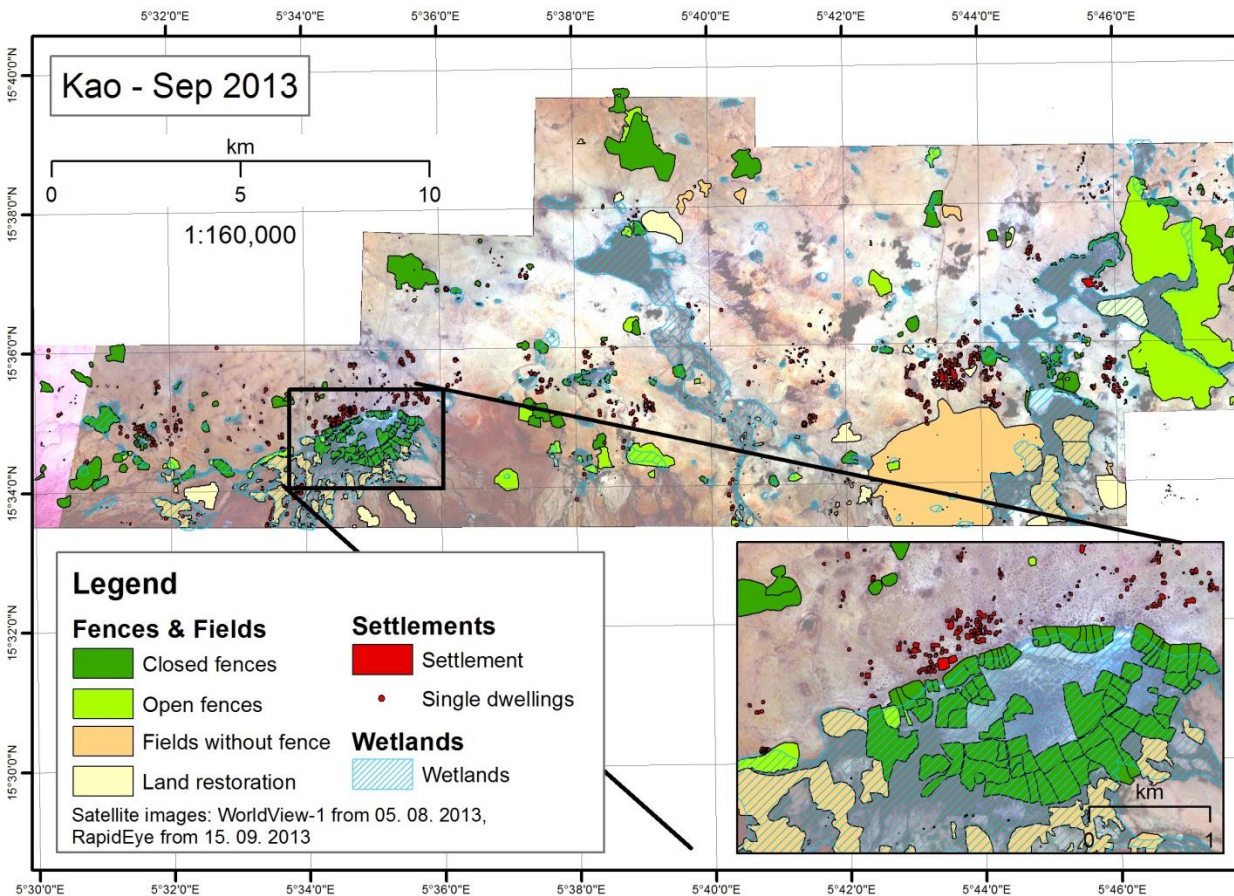 5°32'0"E 5°34'0"E 5°36'0"E 5°38'0"E 5°40'0"E 5°42'0"E 5°44'0"E 5°46'0"E
15°40'0"N
15°38'0"N
15°36'0"N
15°34'0"N
15°32'0"N
15°30'0"N
Kao - Sep 2013
km
0 5 10
1:160,000
Legend
Fences & Fields
Closed fences
Open fences
Fields without fence
Land restoration
Settlements
Settlement
Single dwellings
Wetlands
Wetlands
Satellite images: WorldView-1 from 05. 08. 2013,
RapidEye from 15. 09. 2013
km
0 1
5°30'0"E 5°32'0"E 5°34'0"E 5°36'0"E 5°38'0"E 5°40'0"E 5°42'0"E 5°44'0"E 5°46'0"E